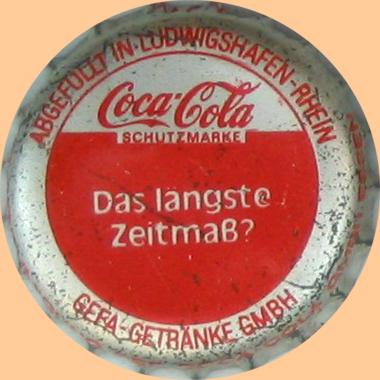 ABGEFÜLLT IN LUDWIGSHAFEN-RHEIN
Coca-Cola
SCHUTZMARKE
Das längste
Zeitmaß?
GEFA-GETRÄNKE GMBH